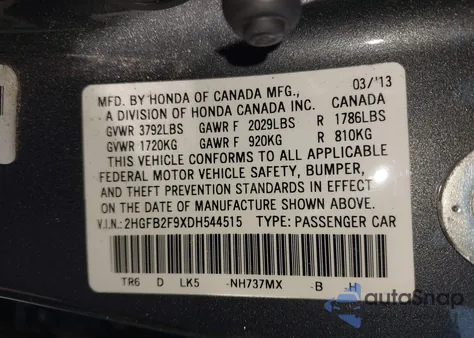 MFD. BY HONDA OF CANADA MFG., 03/'13
A DIVISION OF HONDA CANADA INC. CANADA
GVWR 3792LBS GAWR F 2029LBS R 1786LBS
GVWR 1720KG GAWR F 920KG R 810KG
THIS VEHICLE CONFORMS TO ALL APPLICABLE
FEDERAL MOTOR VEHICLE SAFETY, BUMPER,
AND THEFT PREVENTION STANDARDS IN EFFECT
ON THE DATE OF MANUFACTURE SHOWN ABOVE.
V.I.N.: 2HGFB2F9XDH544515 TYPE: PASSENGER CAR
TR6 D LK5 -NH737MX -B H
autoSnap